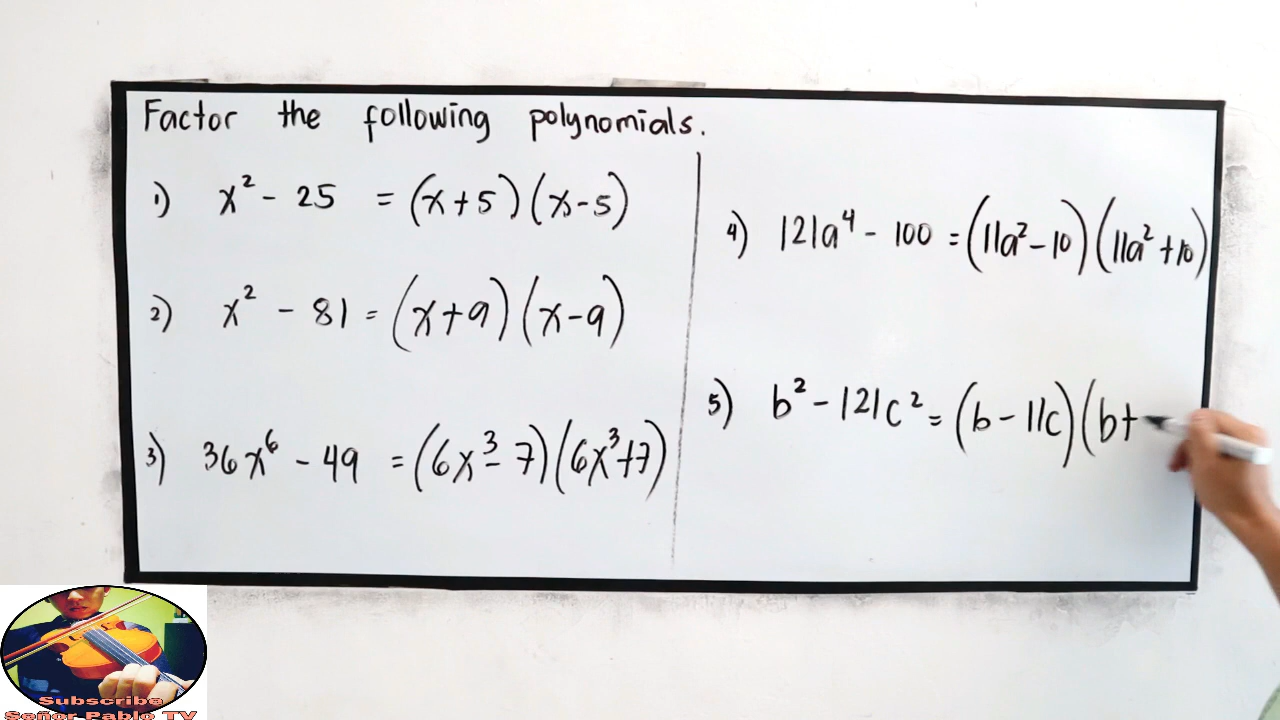 Factor the following polynomials.
1) x² - 25 = (x+5)(x-5)
2) x² - 81 = (x+9)(x-9)
3) 36x⁶ - 49 = (6x³ - 7)(6x³+7)
4) 121a⁴ - 100 = (11a² - 10)(11a² + 10)
5) b² - 121c² = (b - 11c)(b+
Subscribe
Señor Pablo TV